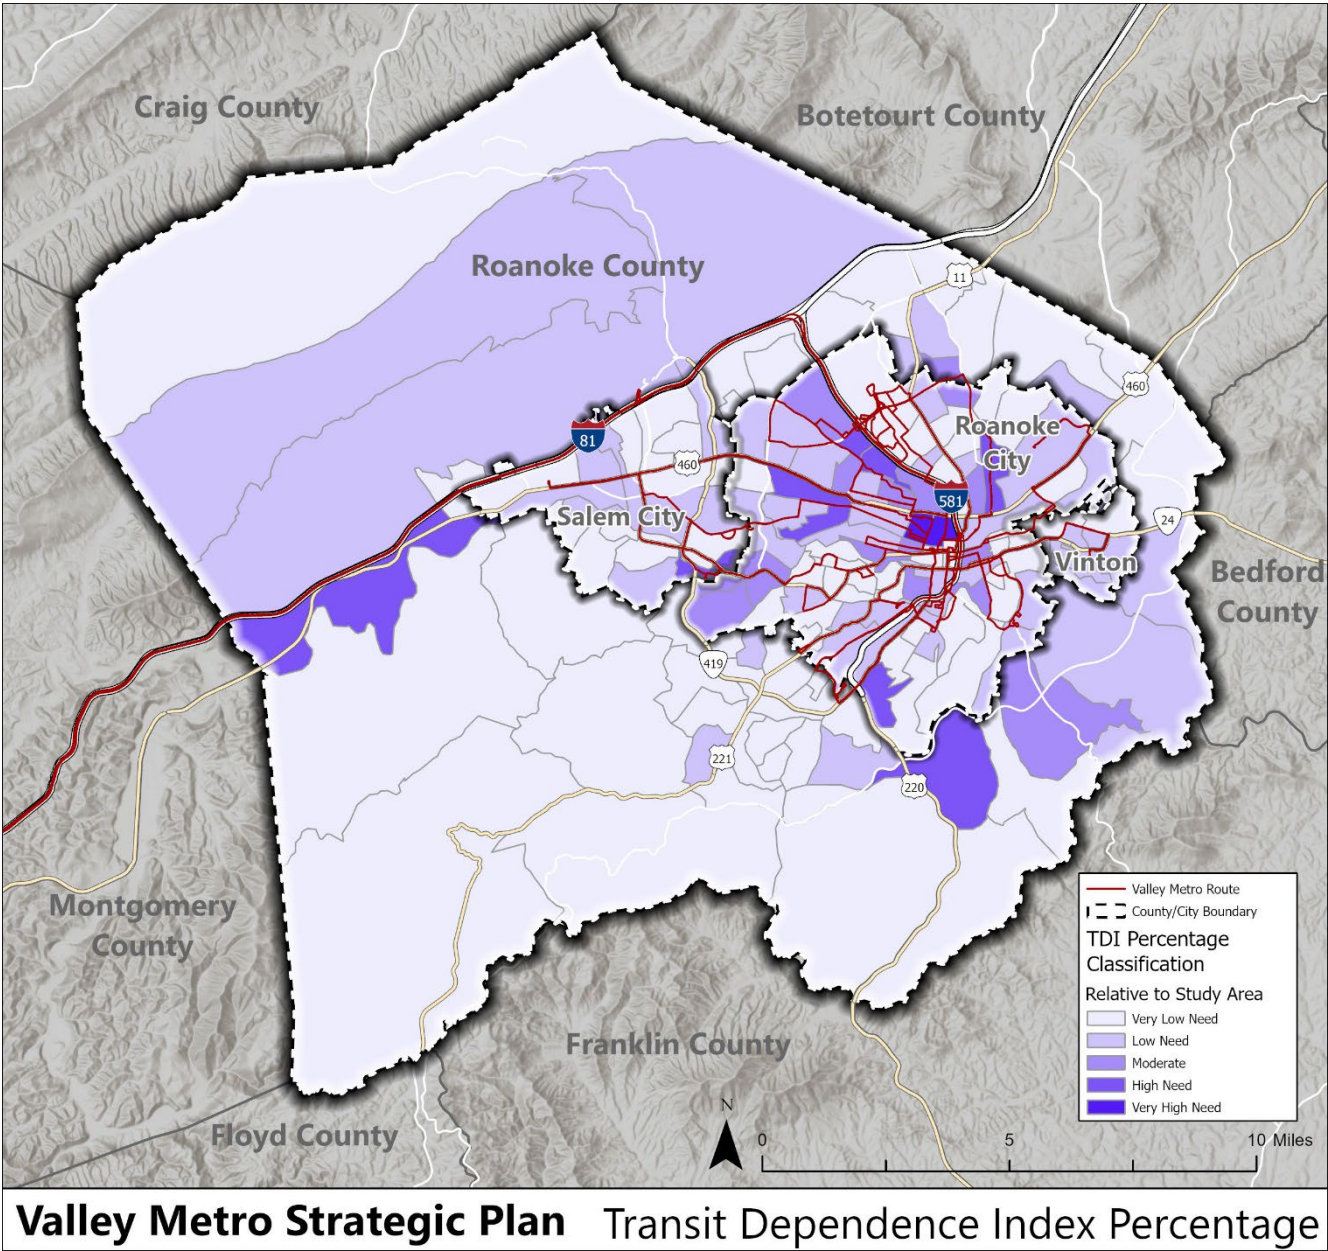 Craig County
Botetourt County
Roanoke County
11
460
Roanoke
City
81
460
581
Salem City
24
Vinton
Bedford
County
419
221
220
Montgomery
County
Franklin County
Floyd County
Valley Metro Route
County/City Boundary
TDI Percentage
Classification
Relative to Study Area
Very Low Need
Low Need
Moderate
High Need
Very High Need
N
0 5 10 Miles
Valley Metro Strategic Plan Transit Dependence Index Percentage